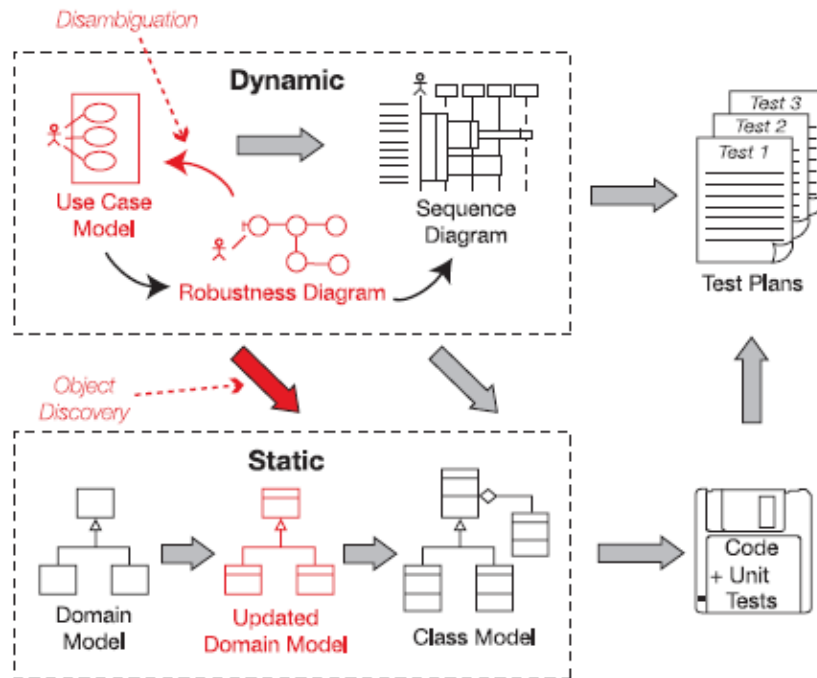 Disambiguation
Dynamic
Test 3
Test 2
Test 1
Use Case
Model
Sequence
Diagram
Robustness Diagram
Test Plans
Object
Discovery
Static
Code
+ Unit
Tests
Domain
Model
Updated
Domain Model
Class Model